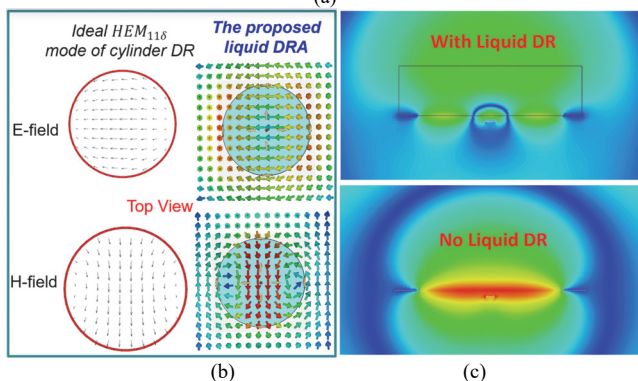 (a)
Ideal HEM₁₁δ
mode of cylinder DR
The proposed
liquid DRA
E-field
Top View
H-field
(b)
With Liquid DR
No Liquid DR
(c)